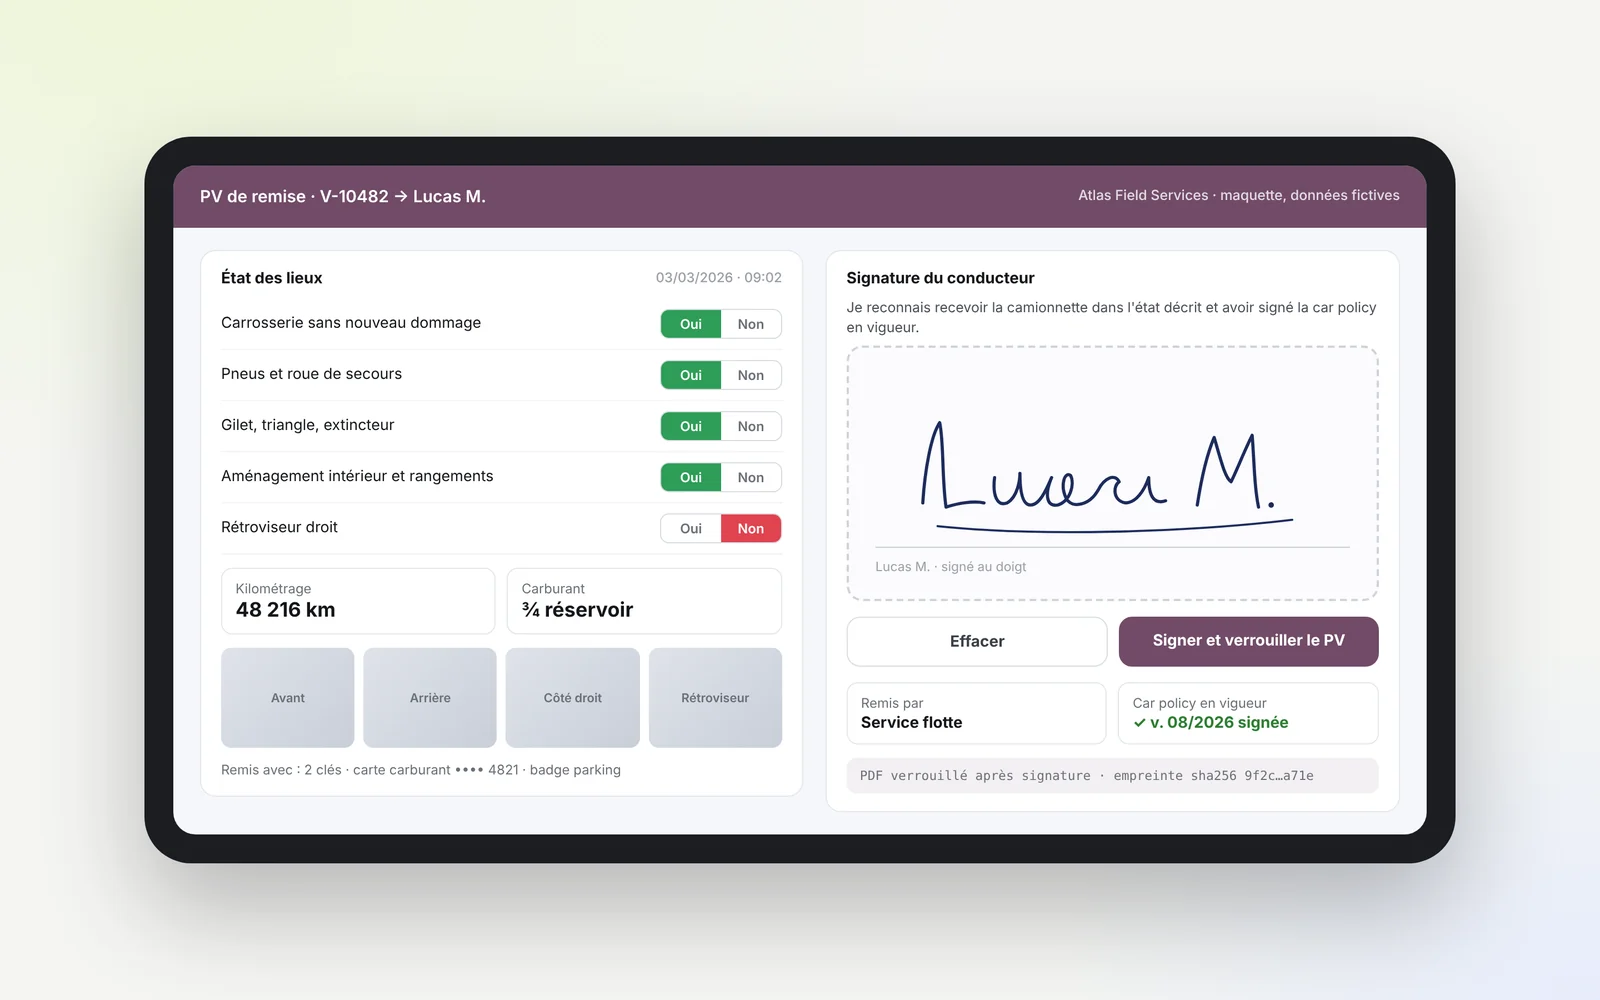 PV de remise · V-10482 → Lucas M.
Atlas Field Services · maquette, données fictives
État des lieux
03/03/2026 · 09:02
Carrosserie sans nouveau dommage
Oui Non
Pneus et roue de secours
Oui Non
Gilet, triangle, extincteur
Oui Non
Aménagement intérieur et rangements
Oui Non
Rétroviseur droit
Oui Non
Kilométrage
48 216 km
Carburant
¾ réservoir
Avant
Arrière
Côté droit
Rétroviseur
Remis avec : 2 clés · carte carburant •••• 4821 · badge parking
Signature du conducteur
Je reconnais recevoir la camionnette dans l'état décrit et avoir signé la car policy
en vigueur.
Lucas M.
Lucas M. · signé au doigt
Effacer
Signer et verrouiller le PV
Remis par
Service flotte
Car policy en vigueur
✓ v. 08/2026 signée
PDF verrouillé après signature · empreinte sha256 9f2c…a71e